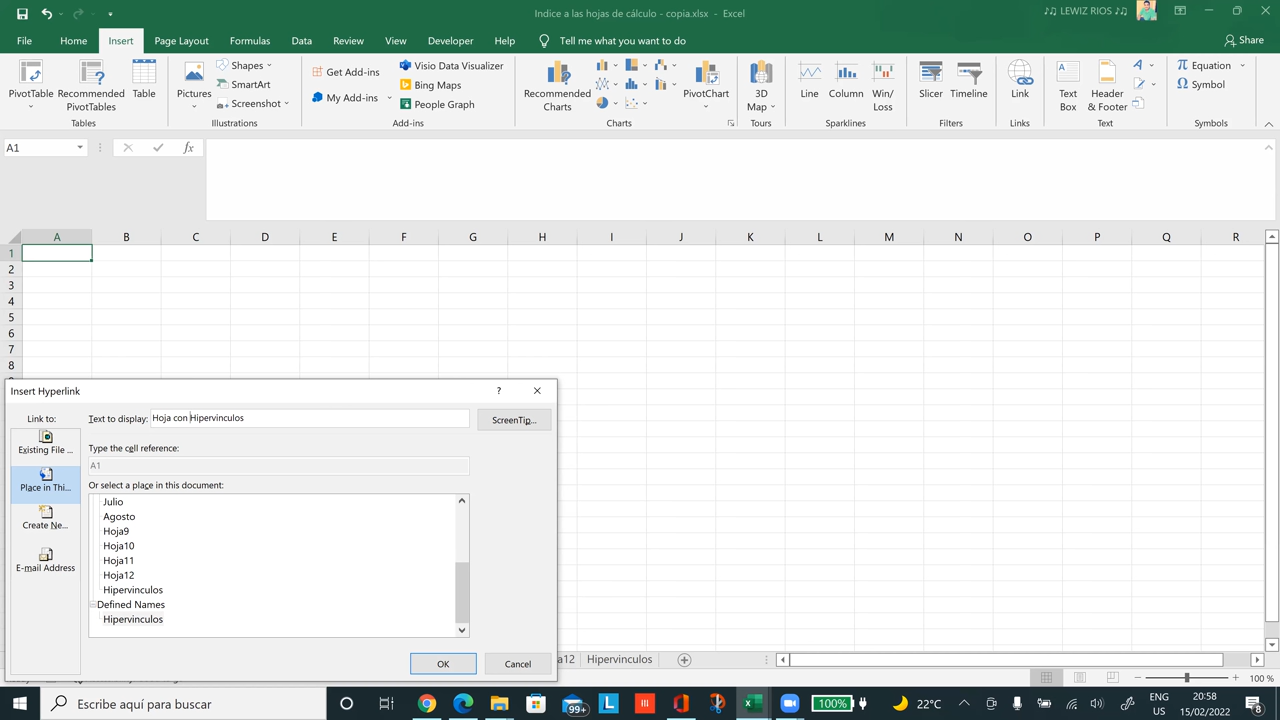 Indice a las hojas de cálculo - copia.xlsx - Excel
♫ LEWIZ RIOS ♫
File Home Insert Page Layout Formulas Data Review View Developer Help Tell me what you want to do Share
PivotTable
Recommended PivotTables
Table
Tables
Pictures
Shapes
SmartArt
Screenshot
Illustrations
Get Add-ins
My Add-ins
Visio Data Visualizer
Bing Maps
People Graph
Add-ins
Recommended Charts
PivotChart
Charts
3D Map
Tours
Line
Column
Win/Loss
Sparklines
Slicer
Timeline
Filters
Link
Links
Text Box
Header & Footer
Text
Equation
Symbol
Symbols
A1 fx
A B C D E F G H I J K L M N O P Q R
1
2
3
4
5
6
7
8
Insert Hyperlink ?
Link to:
Text to display: Hoja con Hipervinculos
ScreenTip...
Existing File ...
Place in Thi...
Create Ne...
E-mail Address
Type the cell reference:
A1
Or select a place in this document:
Julio
Agosto
Hoja9
Hoja10
Hoja11
Hoja12
Hipervinculos
Defined Names
Hipervinculos
OK Cancel
a12 Hipervinculos
100 %
Escribe aquí para buscar
99+
100%
22°C
ENG
US
20:58
15/02/2022
8